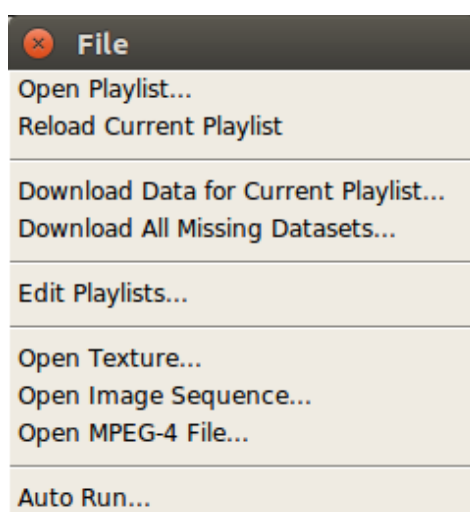 File
Open Playlist...
Reload Current Playlist
Download Data for Current Playlist...
Download All Missing Datasets...
Edit Playlists...
Open Texture...
Open Image Sequence...
Open MPEG-4 File...
Auto Run...